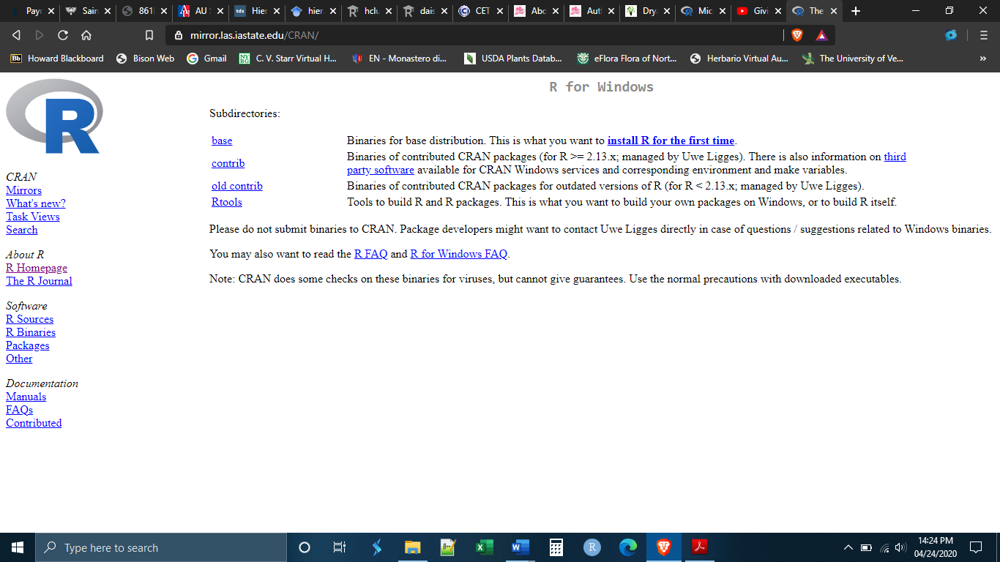 Payr
Sain
861
AU S
tds
Hier
hier
hclu
dais
CET
Abo
Auth
Drya
Mic
Givi
The
mirror.las.iastate.edu/CRAN/
Bb
Howard Blackboard
Bison Web
Gmail
NY
BG
C. V. Starr Virtual H...
EN - Monastero di...
USDA Plants Datab...
eFlora Flora of Nort...
Herbario Virtual Au...
The University of Ve...
»
R
CRAN
Mirrors
What's new?
Task Views
Search
About R
R Homepage
The R Journal
Software
R Sources
R Binaries
Packages
Other
Documentation
Manuals
FAQs
Contributed
R for Windows
Subdirectories:
base Binaries for base distribution. This is what you want to install R for the first time.
contrib Binaries of contributed CRAN packages (for R >= 2.13.x; managed by Uwe Ligges). There is also information on third
party software available for CRAN Windows services and corresponding environment and make variables.
old contrib Binaries of contributed CRAN packages for outdated versions of R (for R < 2.13.x; managed by Uwe Ligges).
Rtools Tools to build R and R packages. This is what you want to build your own packages on Windows, or to build R itself.
Please do not submit binaries to CRAN. Package developers might want to contact Uwe Ligges directly in case of questions / suggestions related to Windows binaries.
You may also want to read the R FAQ and R for Windows FAQ.
Note: CRAN does some checks on these binaries for viruses, but cannot give guarantees. Use the normal precautions with downloaded executables.
Type here to search
14:24 PM
04/24/2020